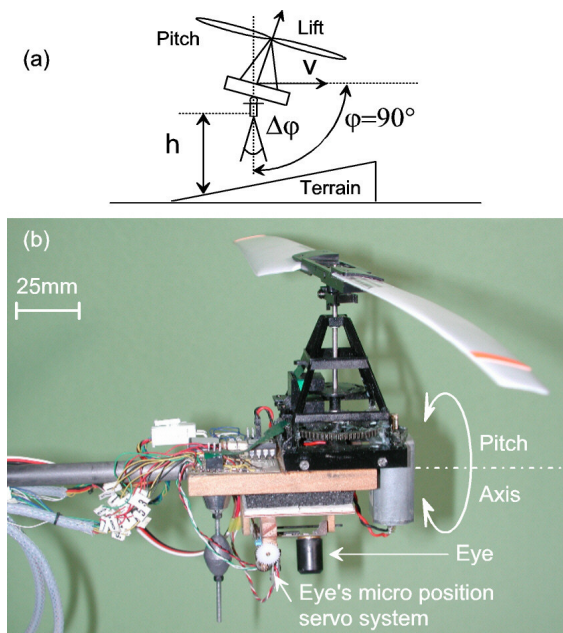 (a)
Pitch
Lift
v
φ=90°
Δφ
h
Terrain
(b)
25mm
Pitch
Axis
Eye
Eye's micro position
servo system